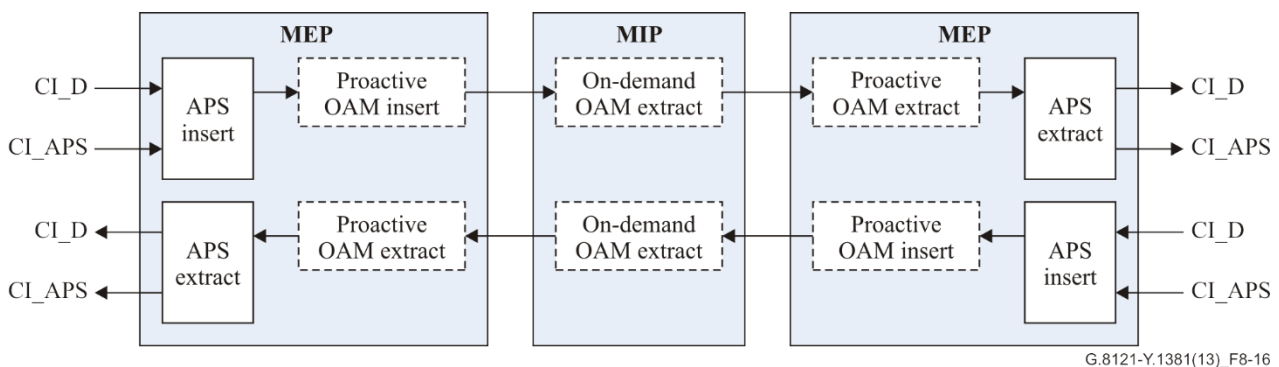 MEP
MIP
MEP
CI_D
CI_APS
APS
insert
Proactive
OAM insert
On-demand
OAM extract
Proactive
OAM extract
APS
extract
CI_D
CI_APS
CI_D
CI_APS
APS
extract
Proactive
OAM extract
On-demand
OAM extract
Proactive
OAM insert
APS
insert
CI_D
CI_APS
G.8121-Y.1381(13)_F8-16